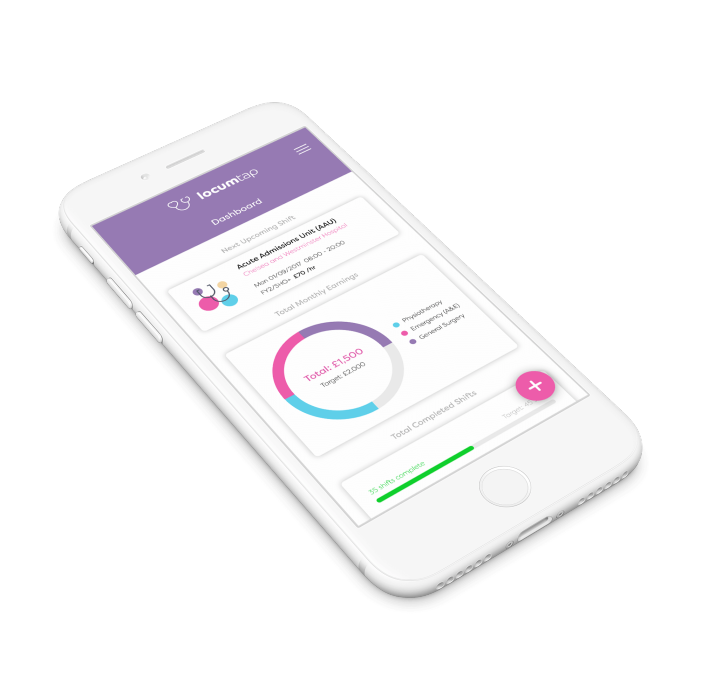 locumtap
Dashboard
Next Upcoming Shift
Acute Admissions Unit (AAU)
Chelsea and Westminster Hospital
Mon 01/09/2017 08:00 - 20:00
FY2/SHO+ £70 /hr
Total Monthly Earnings
Total: £1,500
Target: £2,000
Physiotherapy
Emergency (A&E)
General Surgery
Total Completed Shifts
35 shifts complete
Target: